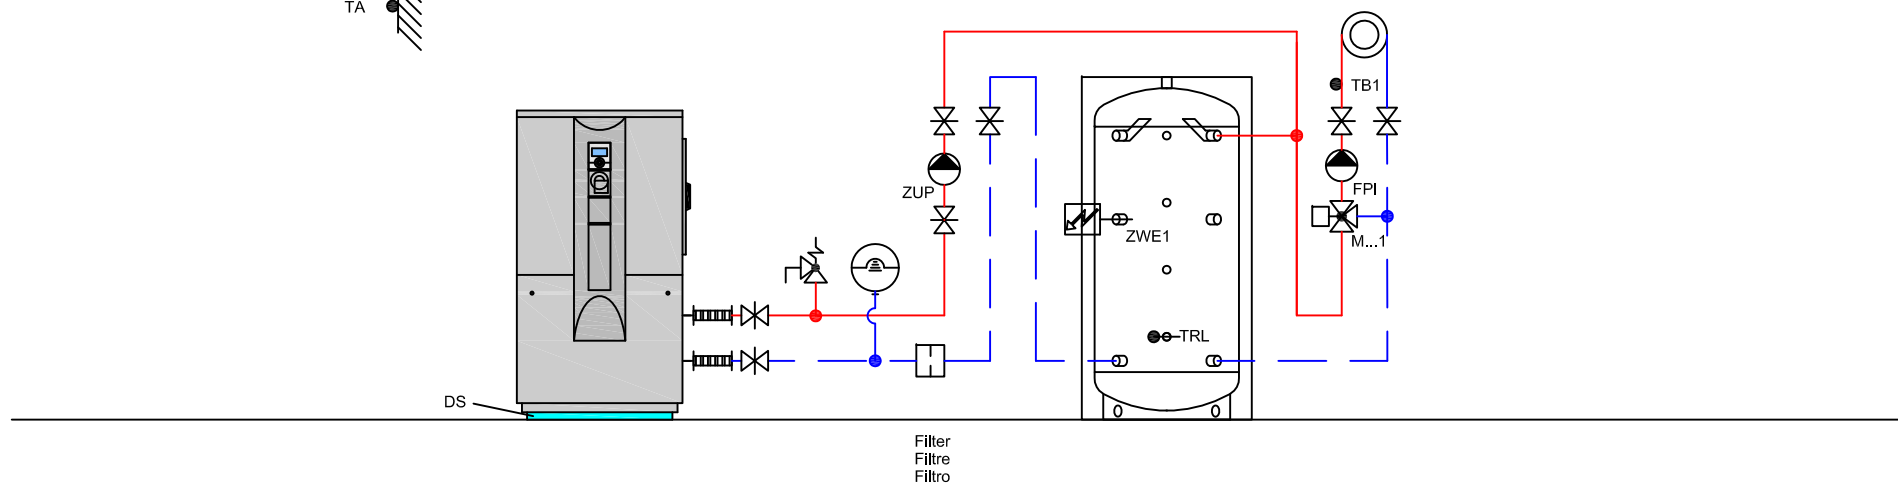 TA
TB1
ZUP
FPI
ZWE1
M...1
TRL
DS
Filter
Filtre
Filtro